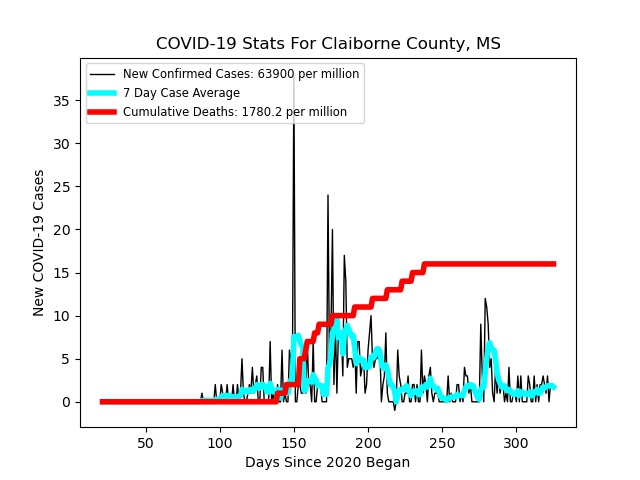 COVID-19 Stats For Claiborne County, MS
New Confirmed Cases: 63900 per million
7 Day Case Average
Cumulative Deaths: 1780.2 per million
New COVID-19 Cases
35
30
25
20
15
10
5
0
50 100 150 200 250 300
Days Since 2020 Began